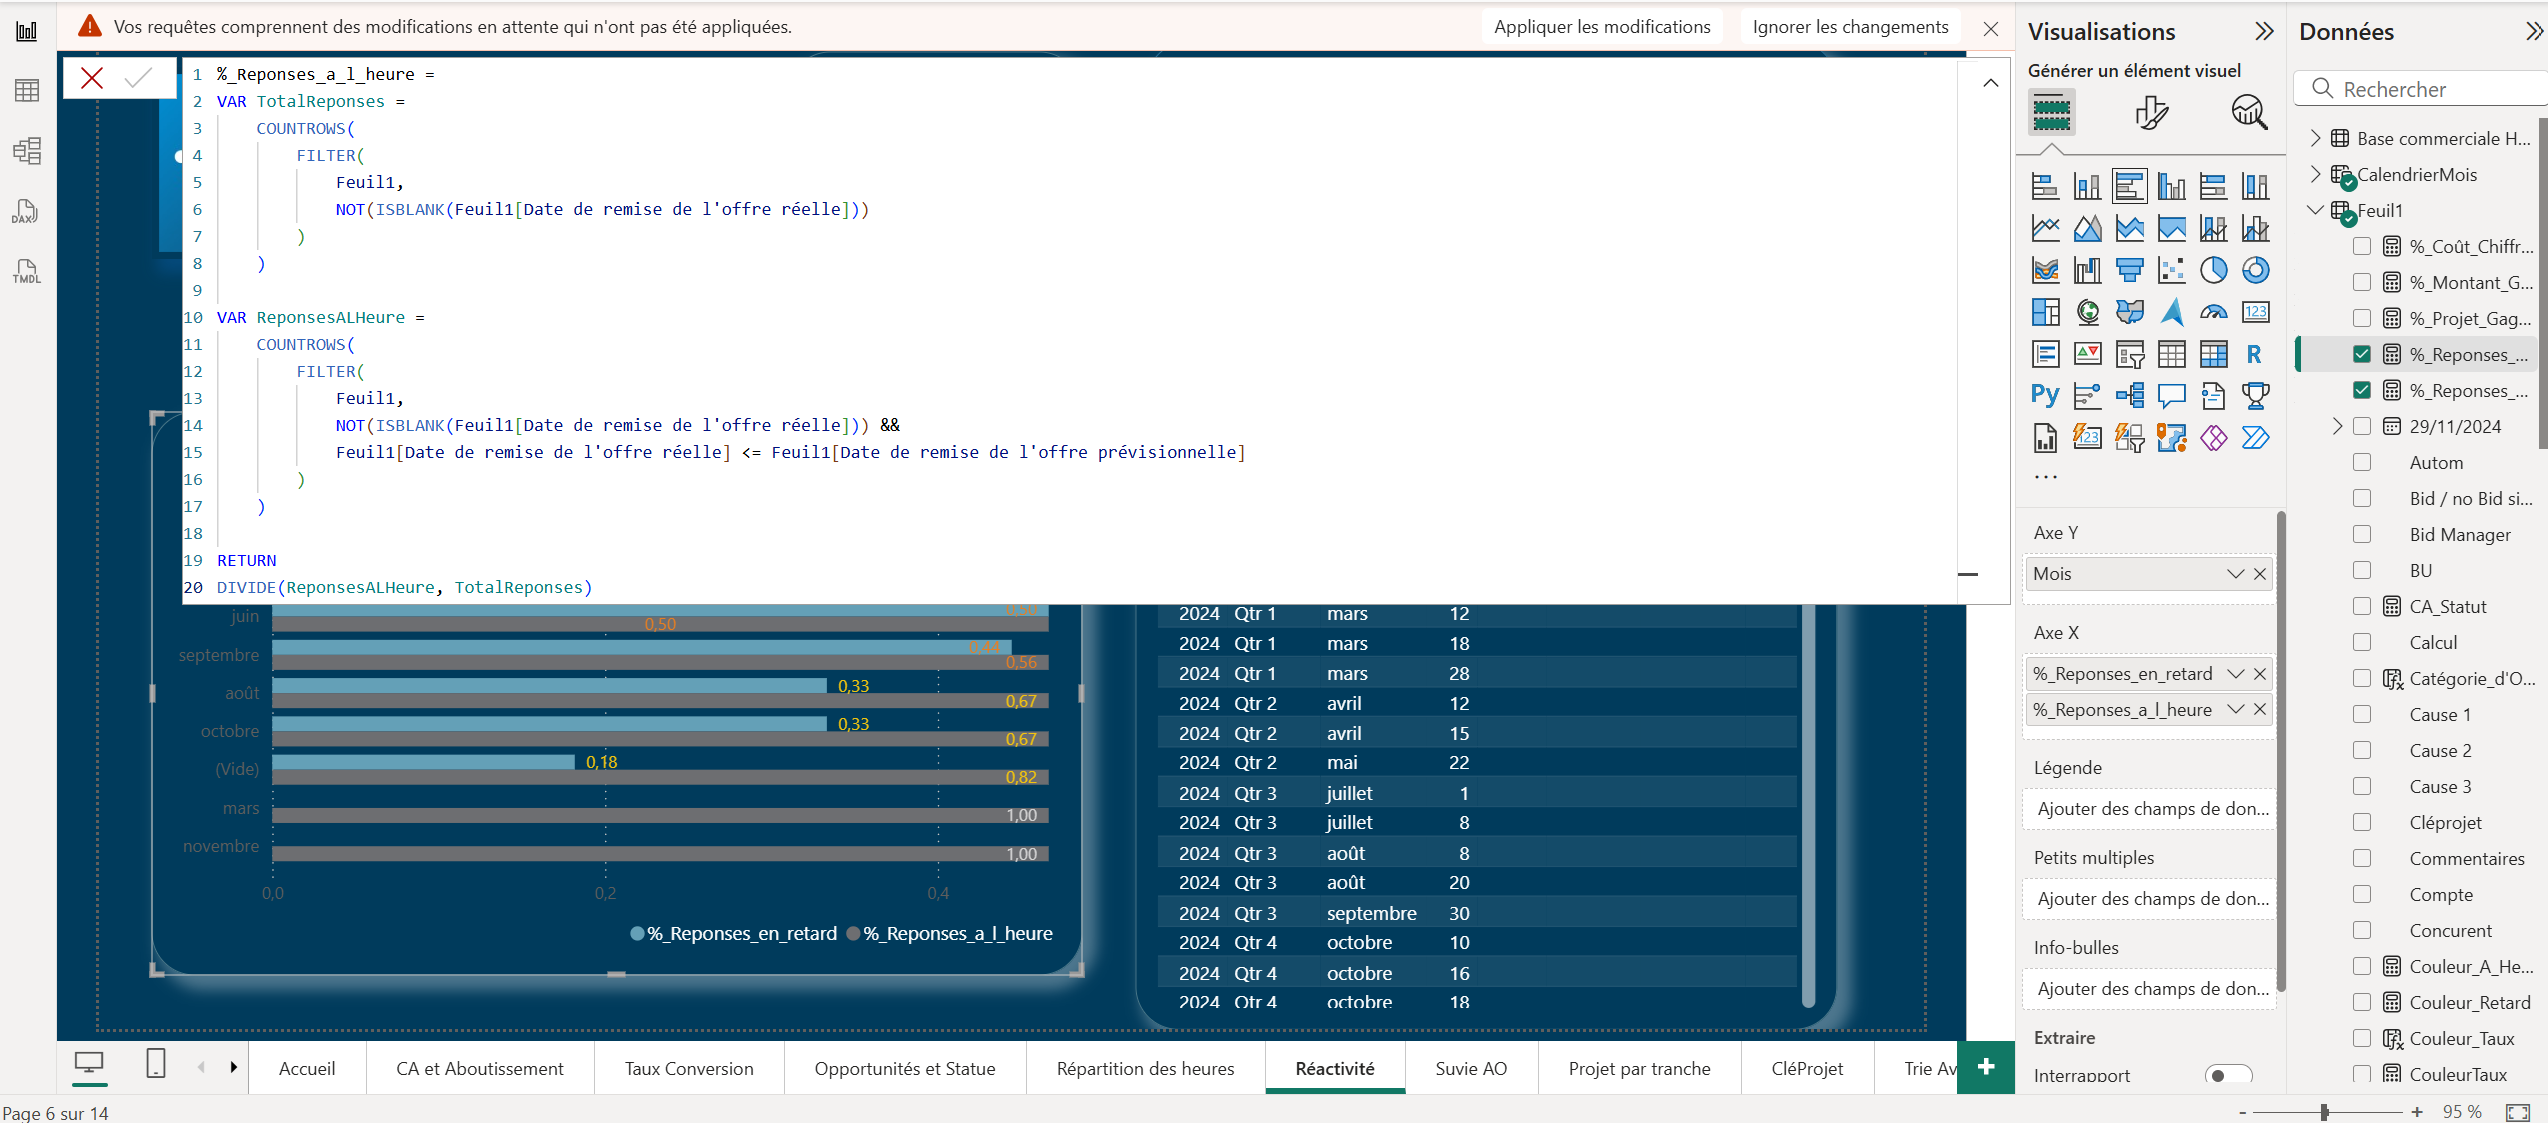 Vos requêtes comprennent des modifications en attente qui n'ont pas été appliquées.
Appliquer les modifications
Ignorer les changements
1 %_Reponses_a_l_heure =
2 VAR TotalReponses =
3 COUNTROWS(
4 FILTER(
5 Feuil1,
6 NOT(ISBLANK(Feuil1[Date de remise de l'offre réelle]))
7 )
8 )
9
10 VAR ReponsesALHeure =
11 COUNTROWS(
12 FILTER(
13 Feuil1,
14 NOT(ISBLANK(Feuil1[Date de remise de l'offre réelle])) &&
15 Feuil1[Date de remise de l'offre réelle] <= Feuil1[Date de remise de l'offre prévisionnelle]
16 )
17 )
18
19 RETURN
20 DIVIDE(ReponsesALHeure, TotalReponses)
DAX
TMDL
juin 0,50 0,50
septembre 0,44 0,56
août 0,33 0,67
octobre 0,33 0,67
(Vide) 0,18 0,82
mars 1,00
novembre 1,00
0,0 0,2 0,4
%_Reponses_en_retard %_Reponses_a_l_heure
2024 Qtr 1 mars 12
2024 Qtr 1 mars 18
2024 Qtr 1 mars 28
2024 Qtr 2 avril 12
2024 Qtr 2 avril 15
2024 Qtr 2 mai 22
2024 Qtr 3 juillet 1
2024 Qtr 3 juillet 8
2024 Qtr 3 août 8
2024 Qtr 3 août 20
2024 Qtr 3 septembre 30
2024 Qtr 4 octobre 10
2024 Qtr 4 octobre 16
2024 Qtr 4 octobre 18
Visualisations
Générer un élément visuel
123
R
Py
123
...
Axe Y
Mois
Axe X
%_Reponses_en_retard
%_Reponses_a_l_heure
Légende
Ajouter des champs de don...
Petits multiples
Ajouter des champs de don...
Info-bulles
Ajouter des champs de don...
Extraire
Interrapport
Données
Rechercher
Base commerciale H...
CalendrierMois
Feuil1
%_Coût_Chiffr...
%_Montant_G...
%_Projet_Gag...
%_Reponses_...
%_Reponses_...
29/11/2024
Autom
Bid / no Bid si...
Bid Manager
BU
CA_Statut
Calcul
Catégorie_d'O...
Cause 1
Cause 2
Cause 3
Cléprojet
Commentaires
Compte
Concurent
Couleur_A_He...
Couleur_Retard
Couleur_Taux
CouleurTaux
Accueil
CA et Aboutissement
Taux Conversion
Opportunités et Statue
Répartition des heures
Réactivité
Suvie AO
Projet par tranche
CléProjet
Trie Av
+
Page 6 sur 14
- + 95 %